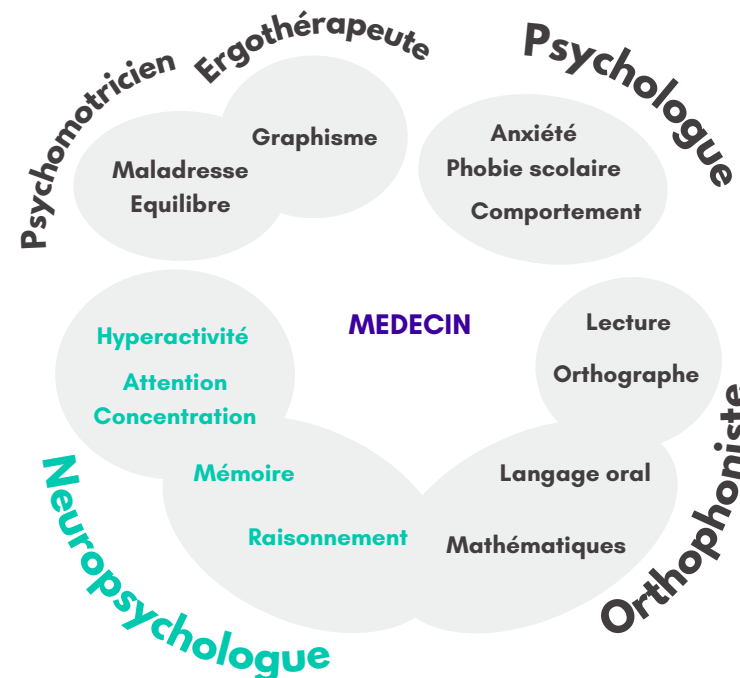 Psychomotricien
Ergothérapeute
Psychologue
Graphisme
Maladresse
Equilibre
Anxiété
Phobie scolaire
Comportement
MEDECIN
Hyperactivité
Attention
Concentration
Lecture
Orthographe
Mémoire
Raisonnement
Langage oral
Mathématiques
Neuropsychologue
Orthophoniste